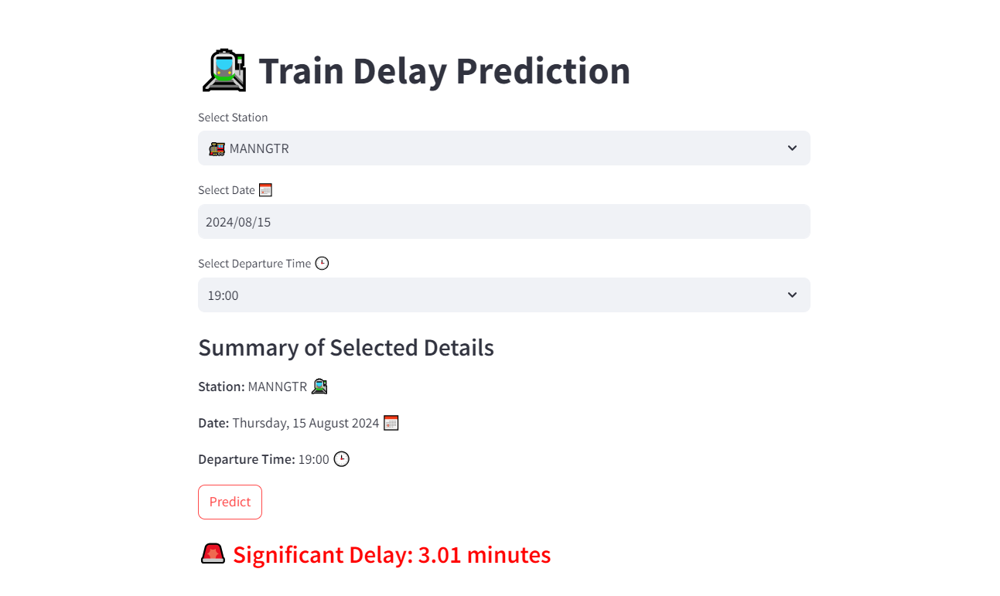 Train Delay Prediction
Select Station
MANNGTR
Select Date
2024/08/15
Select Departure Time
19:00
Summary of Selected Details
Station: MANNGTR
Date: Thursday, 15 August 2024
Departure Time: 19:00
Predict
Significant Delay: 3.01 minutes